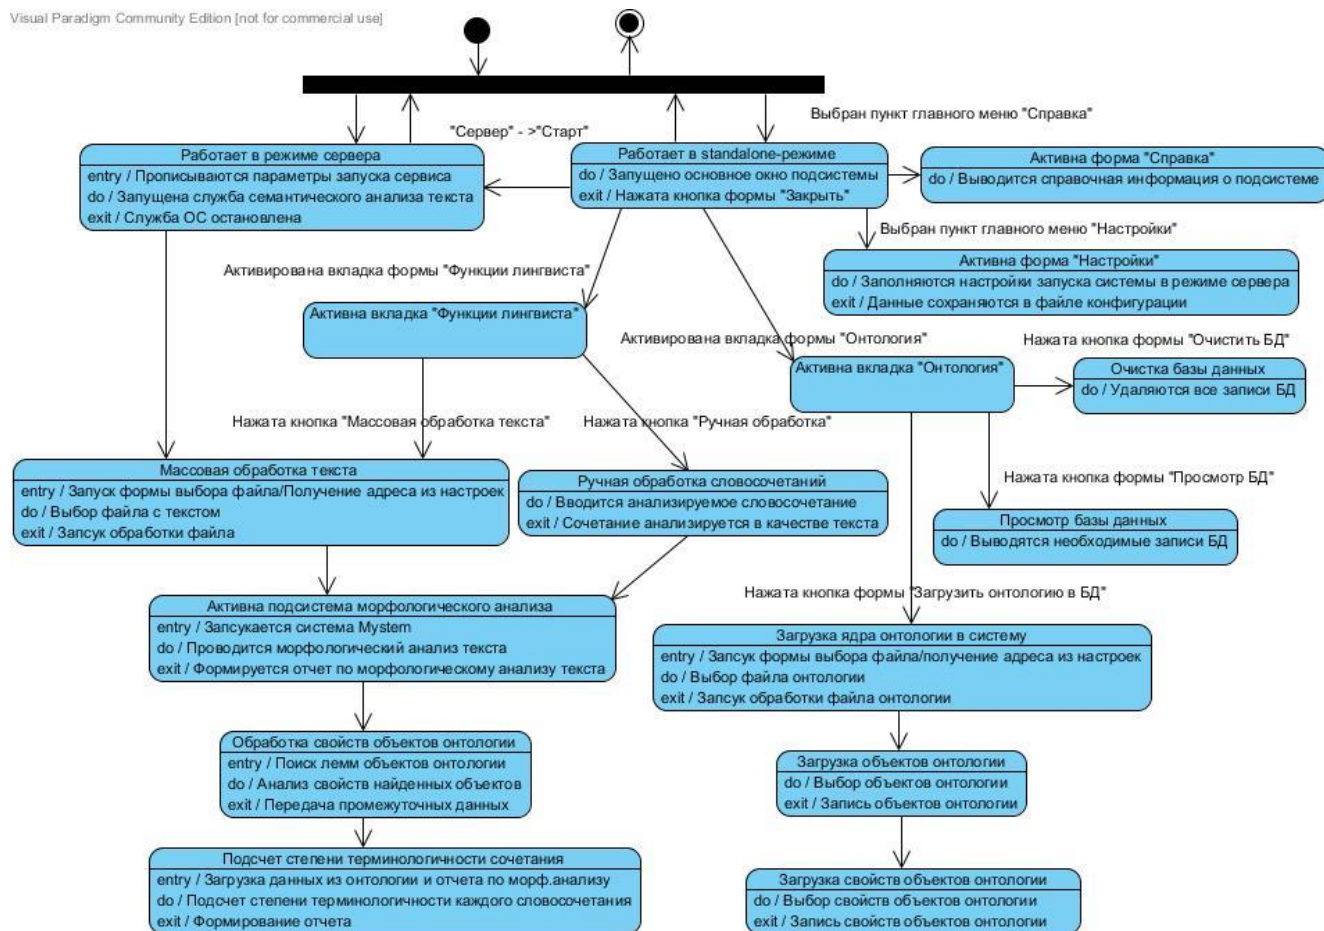 Visual Paradigm Community Edition [not for commercial use]
Выбран пункт главного меню "Справка"
"Сервер" - >"Старт"
Работает в режиме сервера
entry / Прописываются параметры запуска сервиса
do / Запущена служба семантического анализа текста
exit / Служба ОС остановлена
Работает в standalone-режиме
do / Запущено основное окно подсистемы
exit / Нажата кнопка формы "Закрыть"
Активна форма "Справка"
do / Выводится справочная информация о подсистеме
Выбран пункт главного меню "Настройки"
Активна форма "Настройки"
do / Заполняются настройки запуска системы в режиме сервера
exit / Данные сохраняются в файле конфигурации
Активирована вкладка формы "Функции лингвиста"
Активна вкладка "Функции лингвиста"
Активирована вкладка формы "Онтология"
Нажата кнопка формы "Очистить БД"
Активна вкладка "Онтология"
Очистка базы данных
do / Удаляются все записи БД
Нажата кнопка "Массовая обработка текста"
Нажата кнопка "Ручная обработка"
Массовая обработка текста
entry / Запуск формы выбора файла/Получение адреса из настроек
do / Выбор файла с текстом
exit / Запсук обработки файла
Ручная обработка словосочетаний
do / Вводится анализируемое словосочетание
exit / Сочетание анализируется в качестве текста
Нажата кнопка формы "Просмотр БД"
Просмотр базы данных
do / Выводятся необходимые записи БД
Нажата кнопка формы "Загрузить онтологию в БД"
Активна подсистема морфологического анализа
entry / Запсукается система Mystem
do / Проводится морфологический анализ текста
exit / Формируется отчет по морфологическому анализу текста
Загрузка ядра онтологии в систему
entry / Запсук формы выбора файла/получение адреса из настроек
do / Выбор файла онтологии
exit / Запсук обработки файла онтологии
Обработка свойств объектов онтологии
entry / Поиск лемм объектов онтологии
do / Анализ свойств найденных объектов
exit / Передача промежуточных данных
Загрузка объектов онтологии
do / Выбор объектов онтологии
exit / Запись объектов онтологии
Подсчет степени терминологичности сочетания
entry / Загрузка данных из онтологии и отчета по морф.анализу
do / Подсчет степени терминологичности каждого словосочетания
exit / Формирование отчета
Загрузка свойств объектов онтологии
do / Выбор свойств объектов онтологии
exit / Запись свойств объектов онтологии